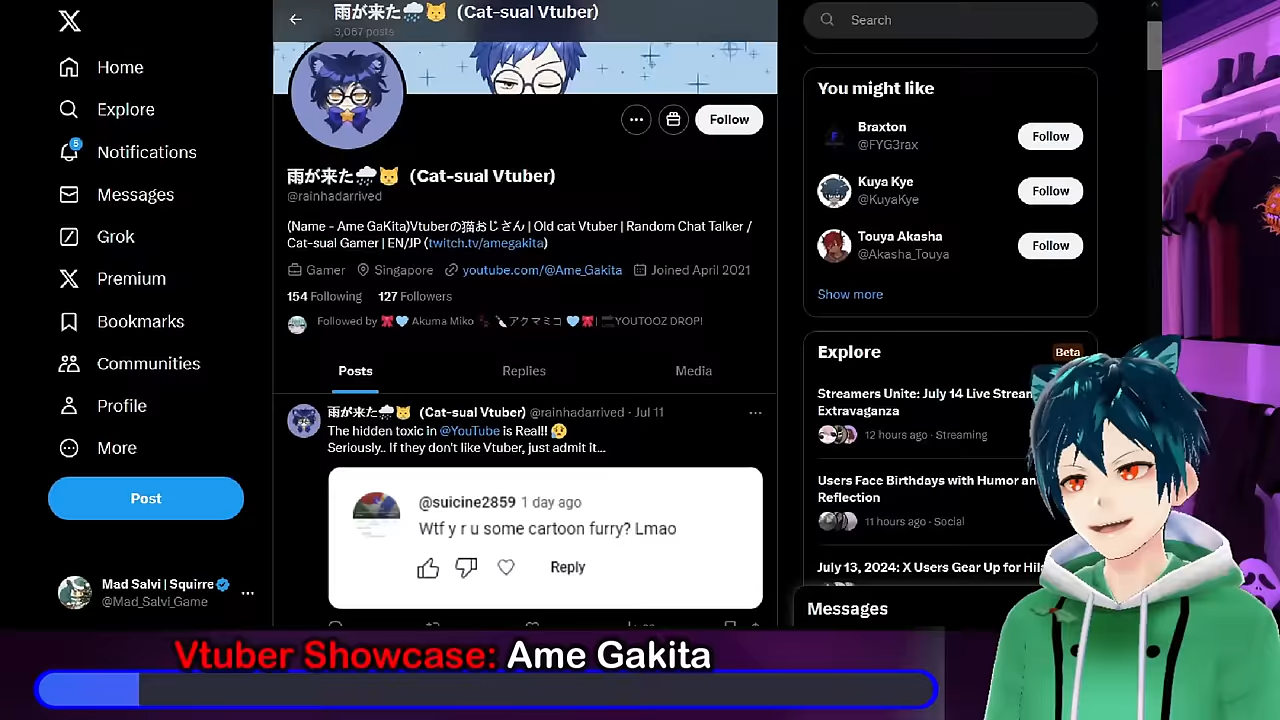 Home
Explore
Notifications
5
Messages
Grok
Premium
Bookmarks
Communities
Profile
More
Post
Mad Salvi | Squirre
@Mad_Salvi_Game
雨が来た🌧️🐱 (Cat-sual Vtuber)
3,067 posts
Follow
雨が来た🌧️🐱 (Cat-sual Vtuber)
@rainhadarrived
(Name - Ame GaKita)Vtuberの猫おじさん | Old cat Vtuber | Random Chat Talker /
Cat-sual Gamer | EN/JP (twitch.tv/amegakita)
Gamer Singapore youtube.com/@Ame_Gakita Joined April 2021
154 Following 127 Followers
Followed by 🎀🩵 Akuma Miko アクマミコ 🩵🎀| YOUTOOZ DROP!
Posts Replies Media
雨が来た🌧️🐱 (Cat-sual Vtuber) @rainhadarrived · Jul 11
The hidden toxic in @YouTube is Real!! 😥
Seriously.. If they don't like Vtuber, just admit it...
@suicine2859 1 day ago
Wtf y r u some cartoon furry? Lmao
Reply
Search
You might like
Braxton
@FYG3rax
Follow
Kuya Kye
@KuyaKye
Follow
Touya Akasha
@Akasha_Touya
Follow
Show more
Explore
Beta
Streamers Unite: July 14 Live Stream
Extravaganza
12 hours ago · Streaming
Users Face Birthdays with Humor an
Reflection
11 hours ago · Social
July 13, 2024: X Users Gear Up for Hil
Messages
Vtuber Showcase: Ame Gakita